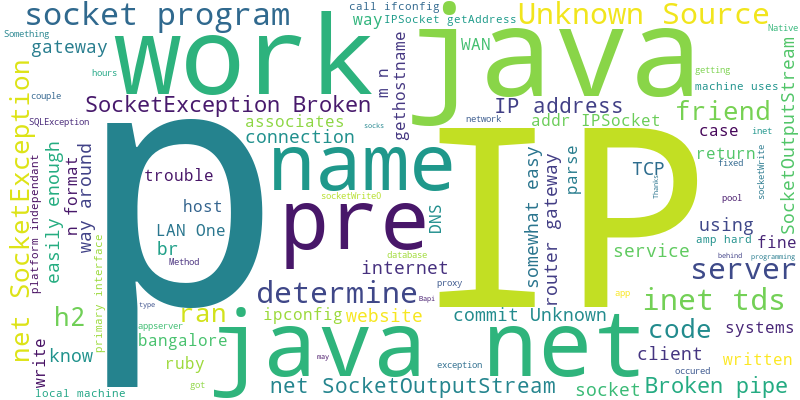 socket program
call ifconfig
way
IPSocket getAddress
Unknown Source
Something
gateway
work
java
WAN
Native
hours
m n
gethostname
getting
machine uses
couple
SocketException Broken
IP address
friend
SQLException
associates
network
addr IPSocket
connection
socks
case
inet
SocketOutputStream
net SocketException
platform independant
easily enough
n format
way around
p
trouble
name
IP
somewhat easy
parse
return
fixed
socketWrite
TCP
Thanks
host
pre
socketWriteO
DNS
pool
LAN One
using
br
router gateway
amp hard
fine
primary interface
Method
internet
database
service
behind
programming
server
type
determine
proxy
Bapi
app
inet tds
h2
ran
ipconfig
website
commit Unknown
code
systems
appserver
know
bangalore
java net
client
written
write
ruby
may
exception
occured
got
local machine
net SocketOutputStream
socket
Broken pipe